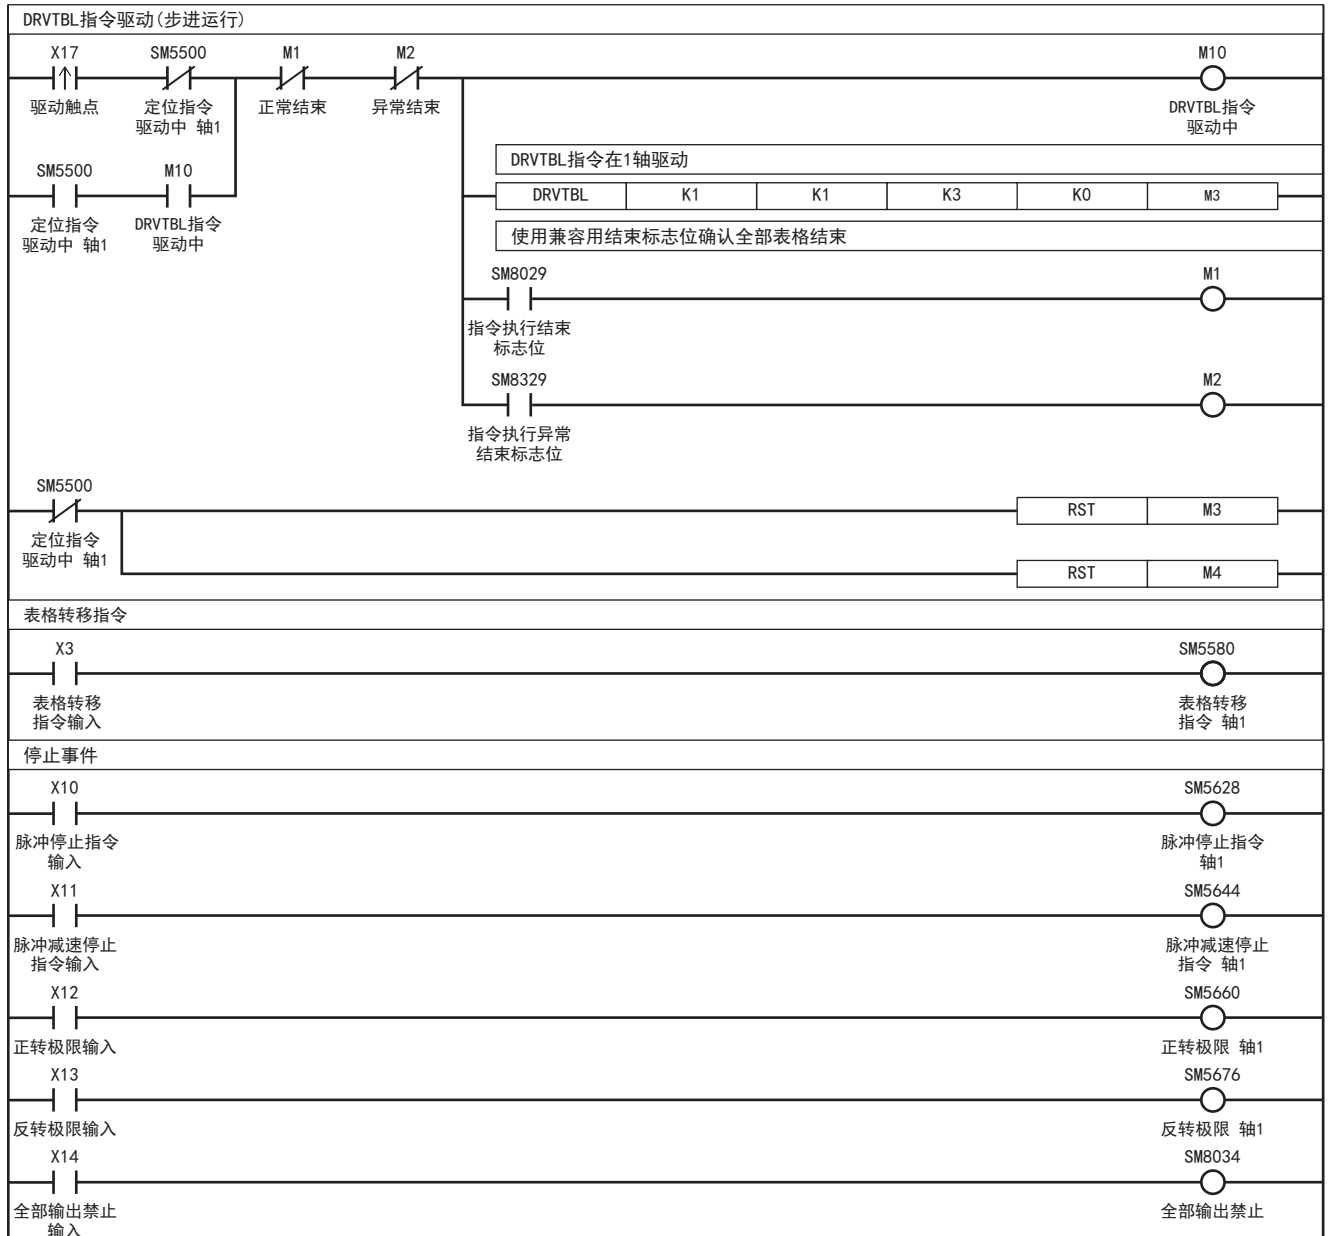 DRVTBL指令驱动(步进运行)
X17 SM5500 M1 M2 M10
驱动触点 定位指令 正常结束 异常结束 DRVTBL指令
驱动中 轴1 驱动中
DRVTBL指令在1轴驱动
SM5500 M10
DRVTBL K1 K1 K3 K0 M3
定位指令 DRVTBL指令
驱动中 轴1 驱动中
使用兼容用结束标志位确认全部表格结束
SM8029 M1
指令执行结束
标志位
SM8329 M2
指令执行异常
结束标志位
SM5500
RST M3
定位指令
驱动中 轴1
RST M4
表格转移指令
X3 SM5580
表格转移 表格转移
指令输入 指令 轴1
停止事件
X10 SM5628
脉冲停止指令 脉冲停止指令
输入 轴1
X11 SM5644
脉冲减速停止 脉冲减速停止
指令输入 指令 轴1
X12 SM5660
正转极限输入 正转极限 轴1
X13 SM5676
反转极限输入 反转极限 轴1
X14 SM8034
全部输出禁止 全部输出禁止
输入